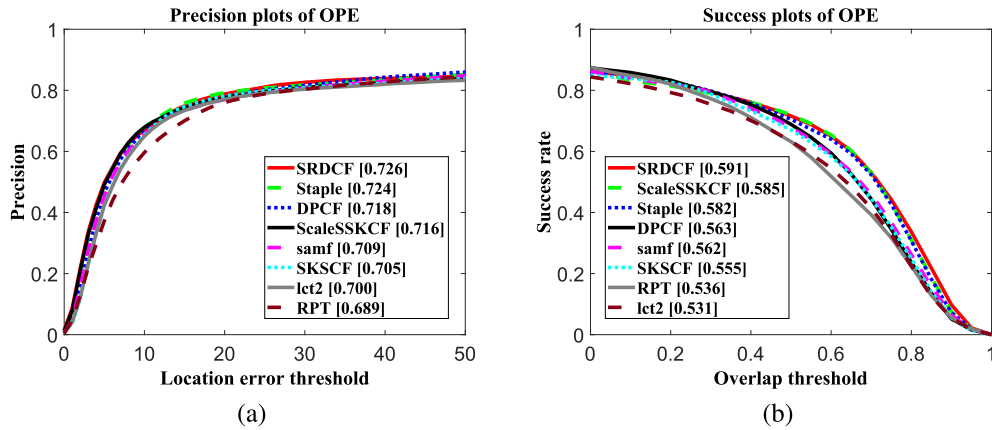 Precision plots of OPE
1
0.8
0.6
0.4
0.2
0
Precision
SRDCF [0.726]
Staple [0.724]
DPCF [0.718]
ScaleSSKCF [0.716]
samf [0.709]
SKSCF [0.705]
lct2 [0.700]
RPT [0.689]
0 10 20 30 40 50
Location error threshold
(a)
Success plots of OPE
1
0.8
0.6
0.4
0.2
0
Success rate
SRDCF [0.591]
ScaleSSKCF [0.585]
Staple [0.582]
DPCF [0.563]
samf [0.562]
SKSCF [0.555]
RPT [0.536]
lct2 [0.531]
0 0.2 0.4 0.6 0.8 1
Overlap threshold
(b)